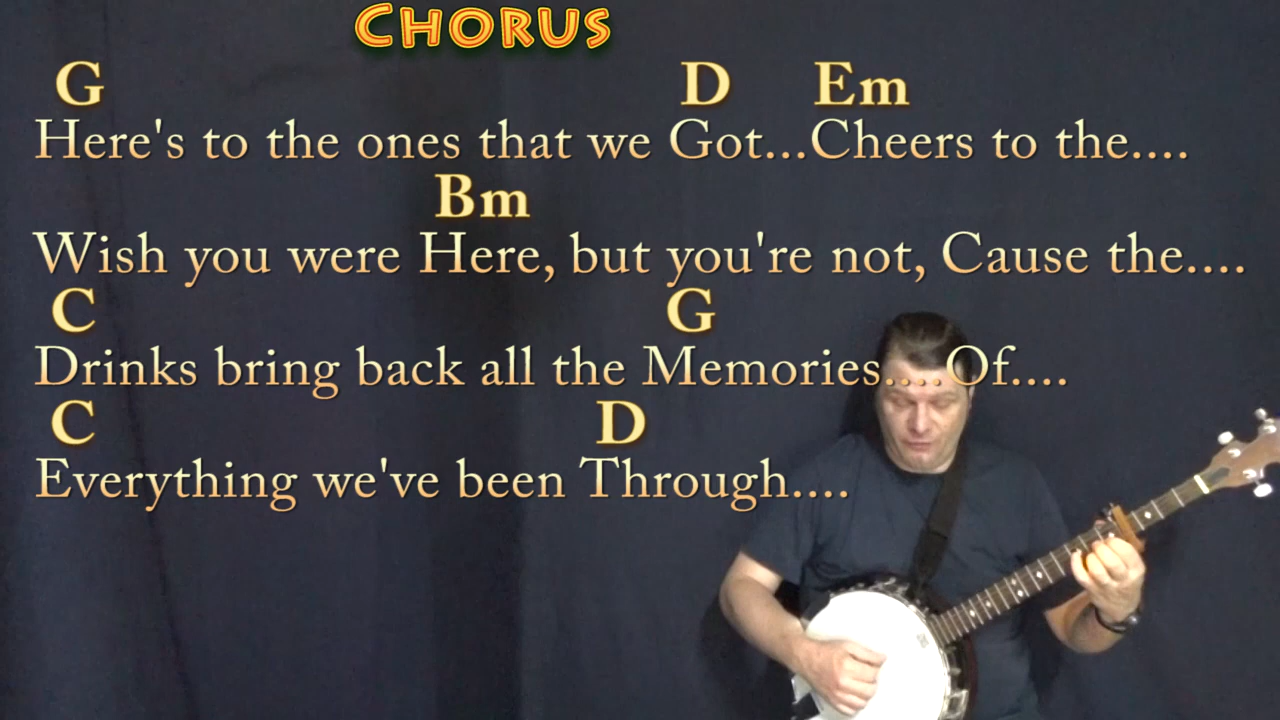 CHORUS
G D Em
Here's to the ones that we Got...Cheers to the....
Bm
Wish you were Here, but you're not, Cause the....
C G
Drinks bring back all the Memories....Of....
C D
Everything we've been Through....